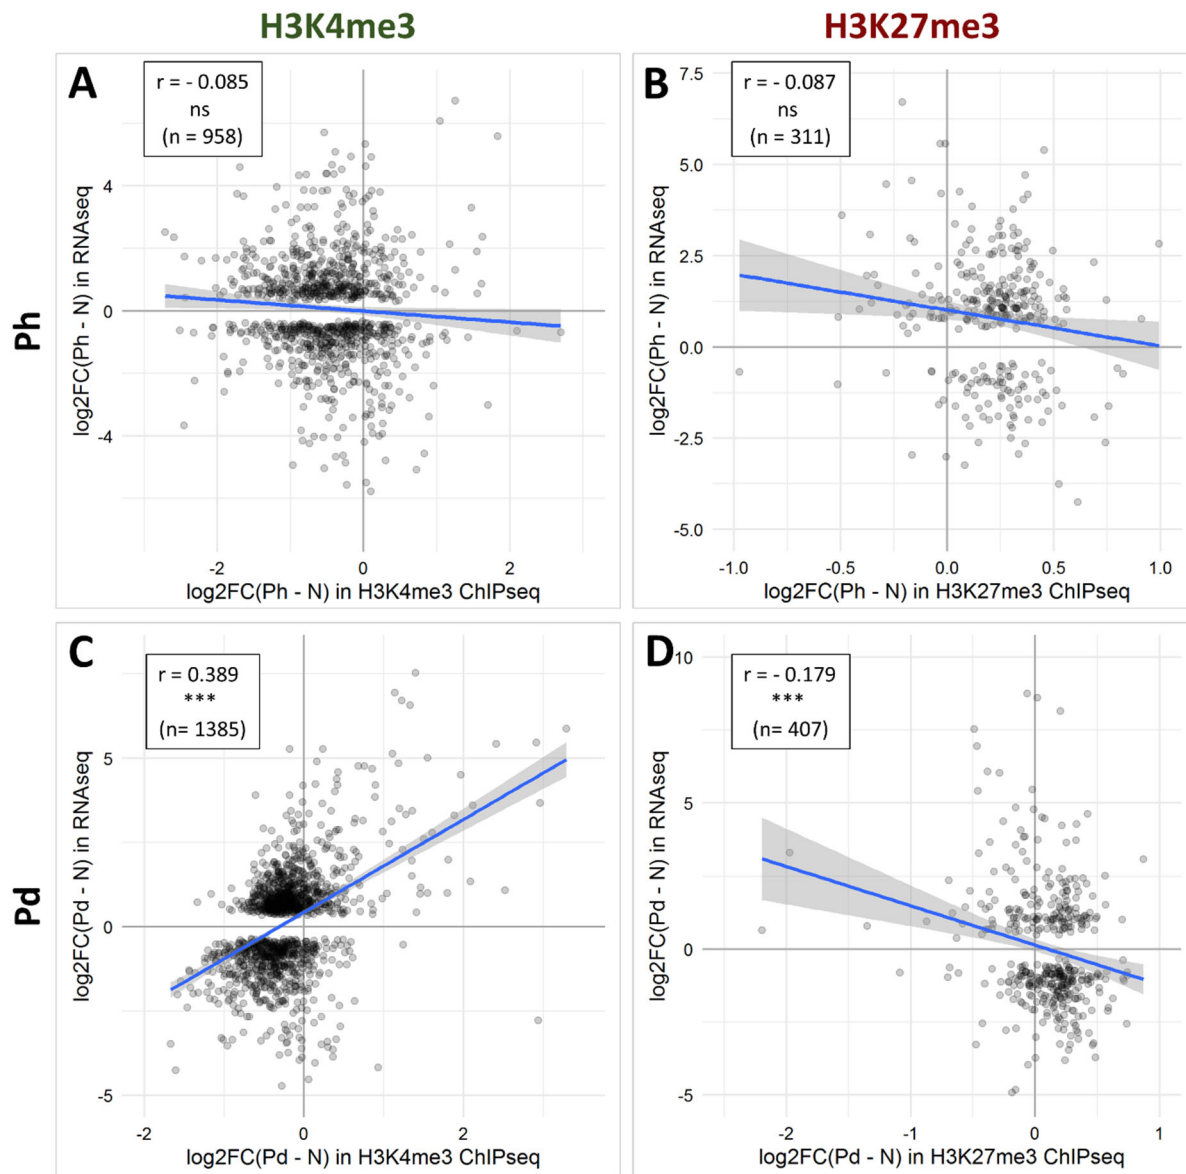 H3K4me3
H3K27me3
Ph
A
r = - 0.085
ns
(n = 958)
log2FC(Ph - N) in RNAseq
4
0
-4
-2
0
2
log2FC(Ph - N) in H3K4me3 ChIPseq
B
r = - 0.087
ns
(n = 311)
log2FC(Ph - N) in RNAseq
7.5
5.0
2.5
0.0
-2.5
-5.0
-1.0
-0.5
0.0
0.5
1.0
log2FC(Ph - N) in H3K27me3 ChIPseq
Pd
C
r = 0.389
***
(n= 1385)
log2FC(Pd - N) in RNAseq
5
0
-5
-2
0
2
log2FC(Pd - N) in H3K4me3 ChIPseq
D
r = - 0.179
***
(n= 407)
log2FC(Pd - N) in RNAseq
10
5
0
-5
-2
-1
0
1
log2FC(Pd - N) in H3K27me3 ChIPseq